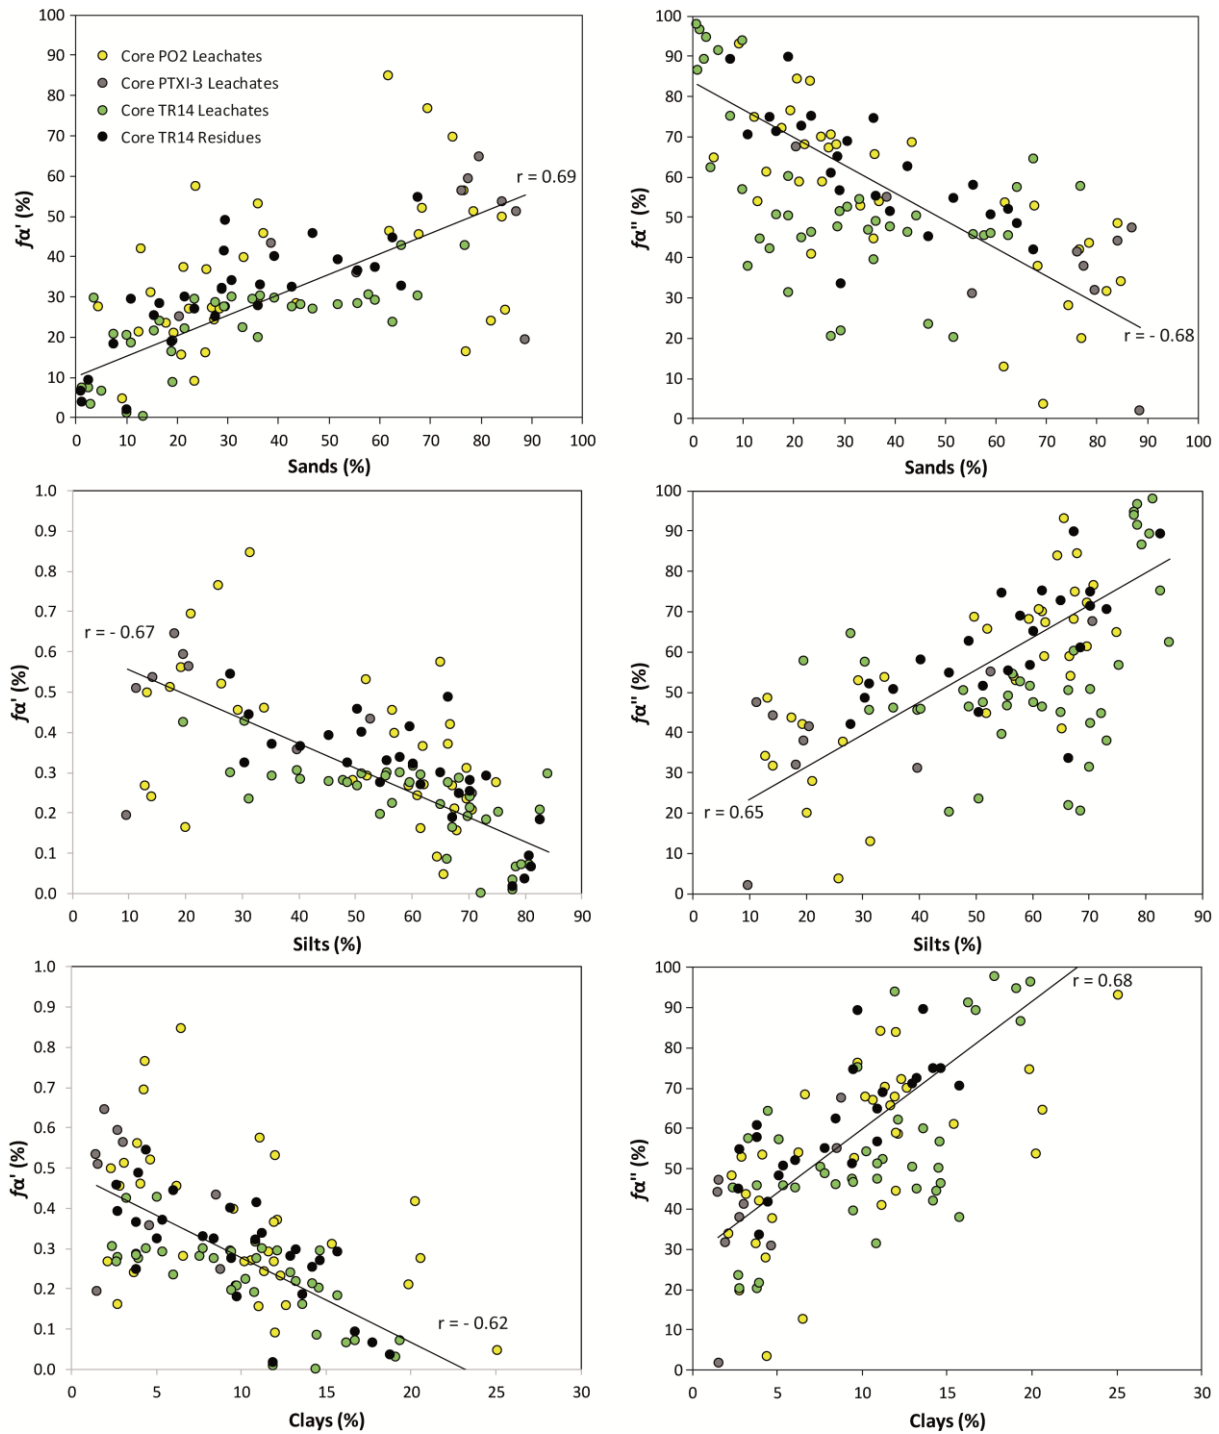 100
90
80
70
60
50
40
30
20
10
0
fα' (%)
Core PO2 Leachates
Core PTXI-3 Leachates
Core TR14 Leachates
Core TR14 Residues
r = 0.69
0 10 20 30 40 50 60 70 80 90 100
Sands (%)
100
90
80
70
60
50
40
30
20
10
0
fα'' (%)
r = - 0.68
0 10 20 30 40 50 60 70 80 90 100
Sands (%)
1.0
0.9
0.8
0.7
0.6
0.5
0.4
0.3
0.2
0.1
0.0
fα' (%)
r = - 0.67
0 10 20 30 40 50 60 70 80 90
Silts (%)
100
90
80
70
60
50
40
30
20
10
0
fα'' (%)
r = 0.65
0 10 20 30 40 50 60 70 80 90
Silts (%)
1.0
0.9
0.8
0.7
0.6
0.5
0.4
0.3
0.2
0.1
0.0
fα' (%)
r = - 0.62
0 5 10 15 20 25 30
Clays (%)
100
90
80
70
60
50
40
30
20
10
0
fα'' (%)
r = 0.68
0 5 10 15 20 25 30
Clays (%)